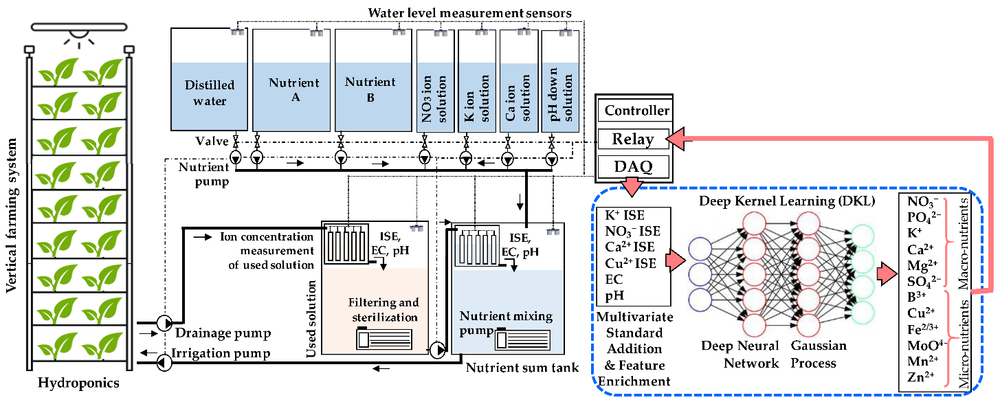 Water level measurement sensors
Vertical farming system
Distilled
water
Nutrient
A
Nutrient
B
NO3 ion
solution
K ion
solution
Ca ion
solution
pH down
solution
Controller
Relay
DAQ
Valve
Nutrient
pump
Ion concentration
measurement
of used solution
ISE,
EC, pH
ISE,
EC, pH
Used solution
Filtering and
sterilization
Nutrient mixing
pump
Drainage pump
Irrigation pump
Nutrient sum tank
Hydroponics
K⁺ ISE
NO₃⁻ ISE
Ca²⁺ ISE
Cu²⁺ ISE
EC
pH
Multivariate
Standard
Addition
& Feature
Enrichment
Deep Kernel Learning (DKL)
Deep Neural
Network
Gaussian
Process
NO₃⁻
PO₄²⁻
K⁺
Ca²⁺
Mg²⁺
SO₄²⁻
B³⁺
Cu²⁺
Fe²ᐟ³⁺
MoO⁴⁻
Mn²⁺
Zn²⁺
Macro-nutrients
Micro-nutrients